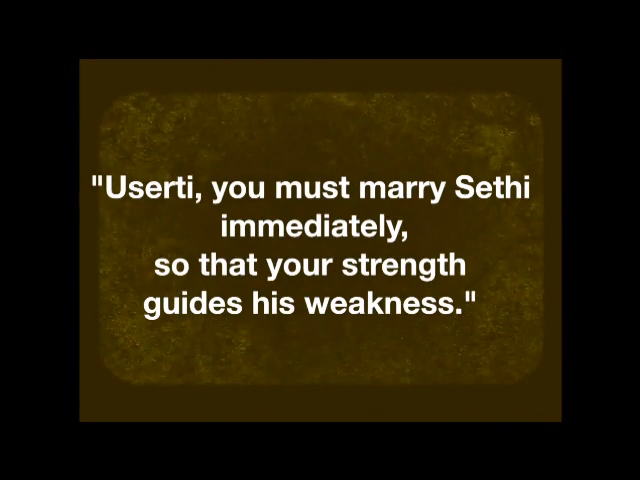 "Userti, you must marry Sethi
immediately,
so that your strength
guides his weakness."